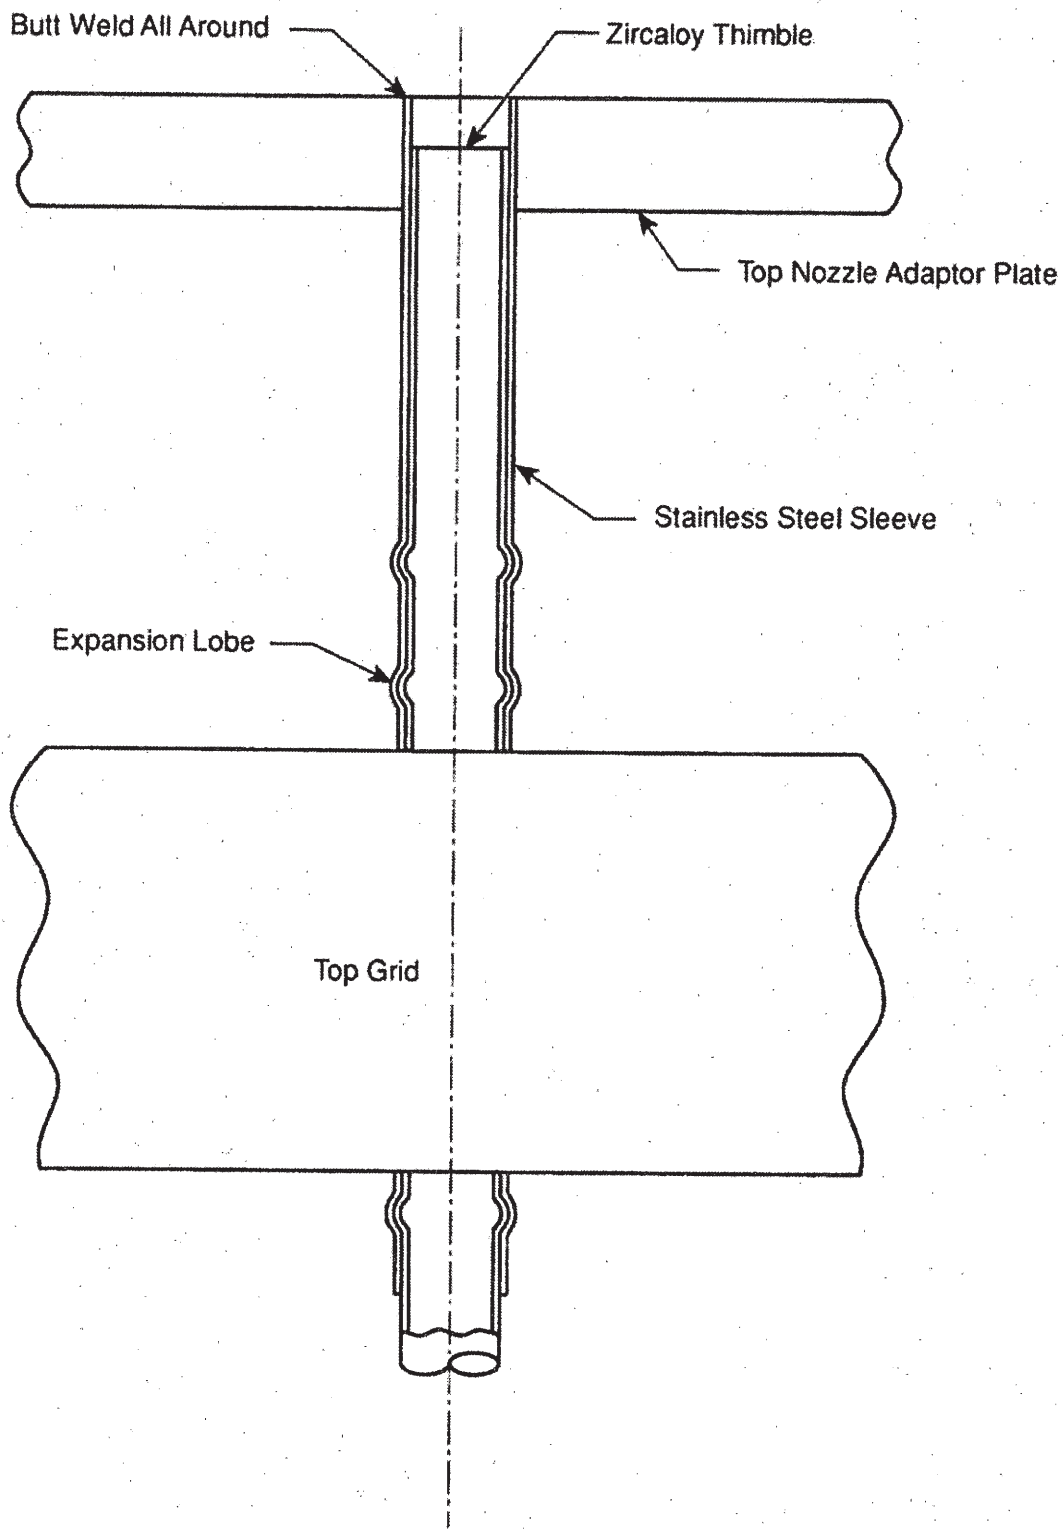 Butt Weld All Around
Zircaloy Thimble
Top Nozzle Adaptor Plate
Stainless Steel Sleeve
Expansion Lobe
Top Grid